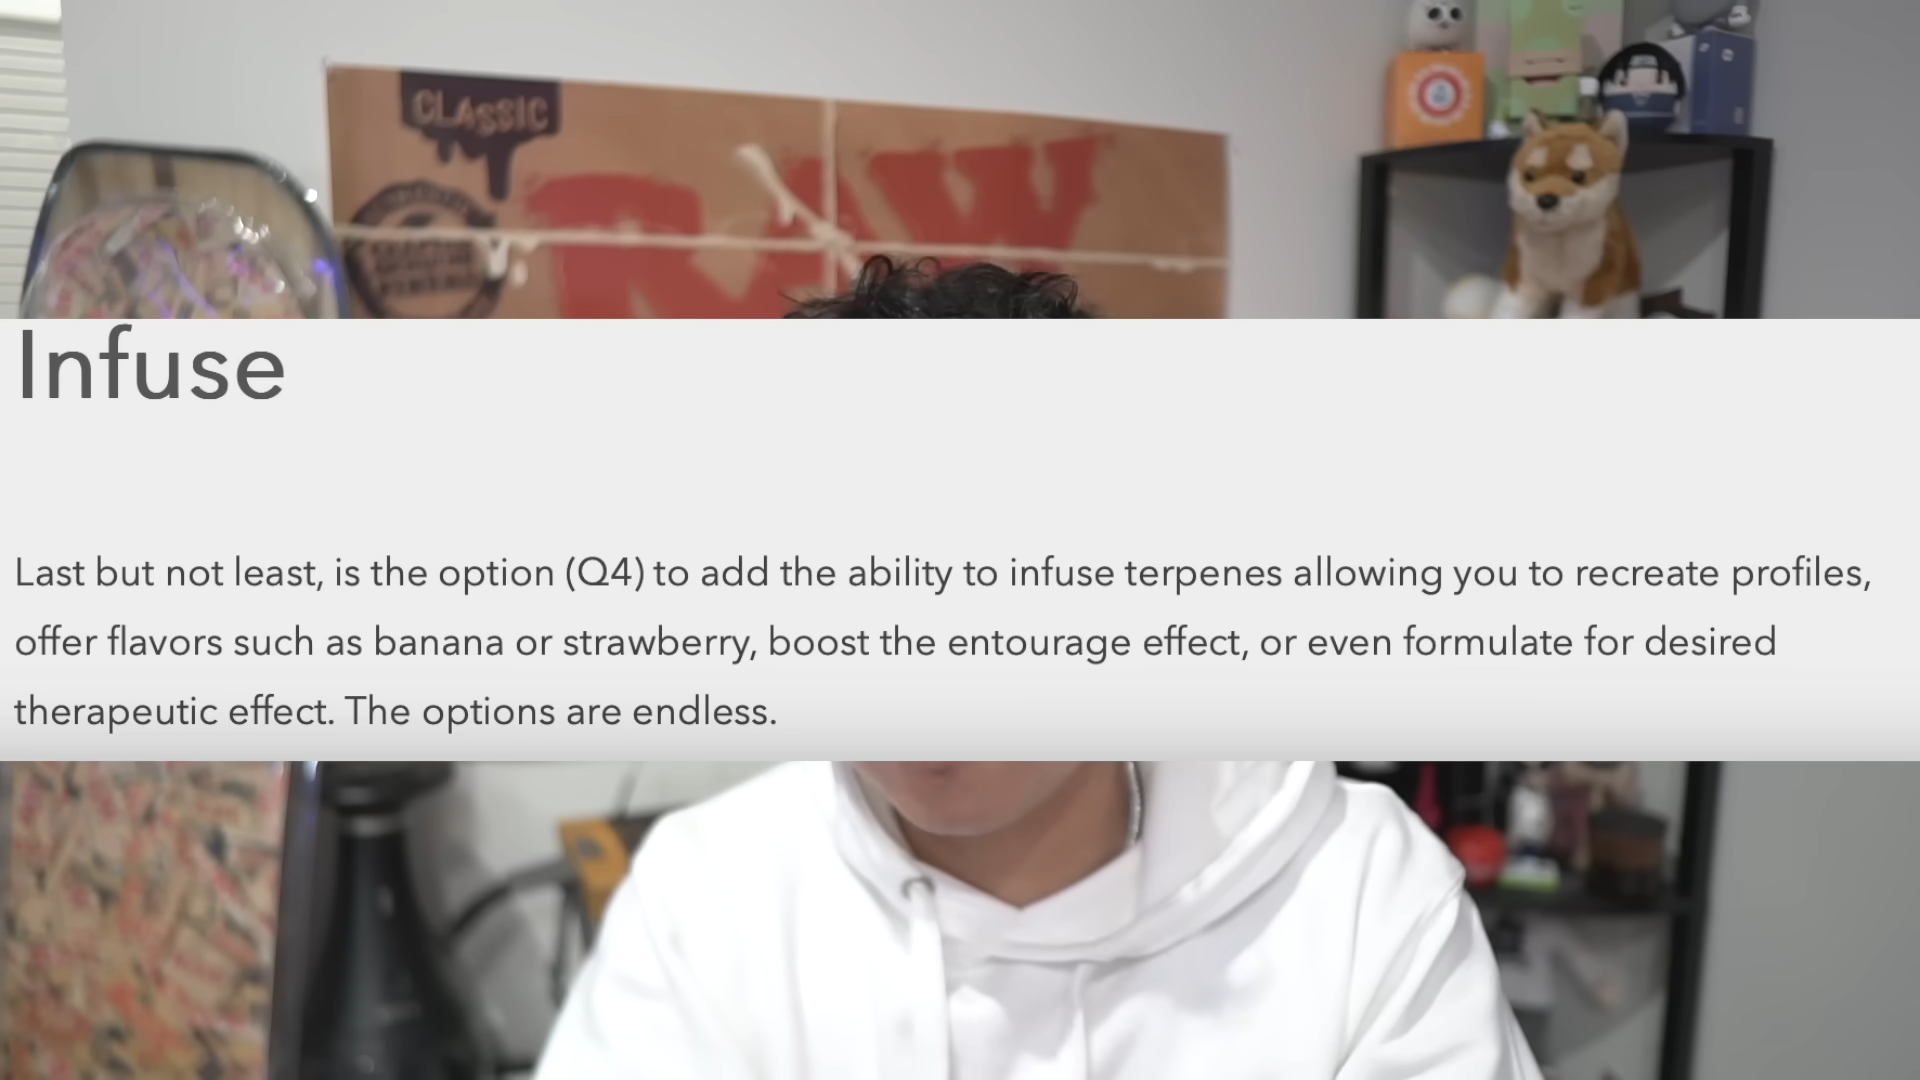 CLASSIC
RAW
Infuse
Last but not least, is the option (Q4) to add the ability to infuse terpenes allowing you to recreate profiles,
offer flavors such as banana or strawberry, boost the entourage effect, or even formulate for desired
therapeutic effect. The options are endless.